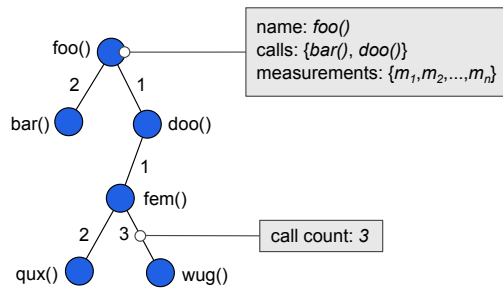 foo()
name: foo()
calls: {bar(), doo()}
measurements: {m1,m2,...,mn}
2
1
bar()
doo()
1
fem()
2
3
call count: 3
qux()
wug()